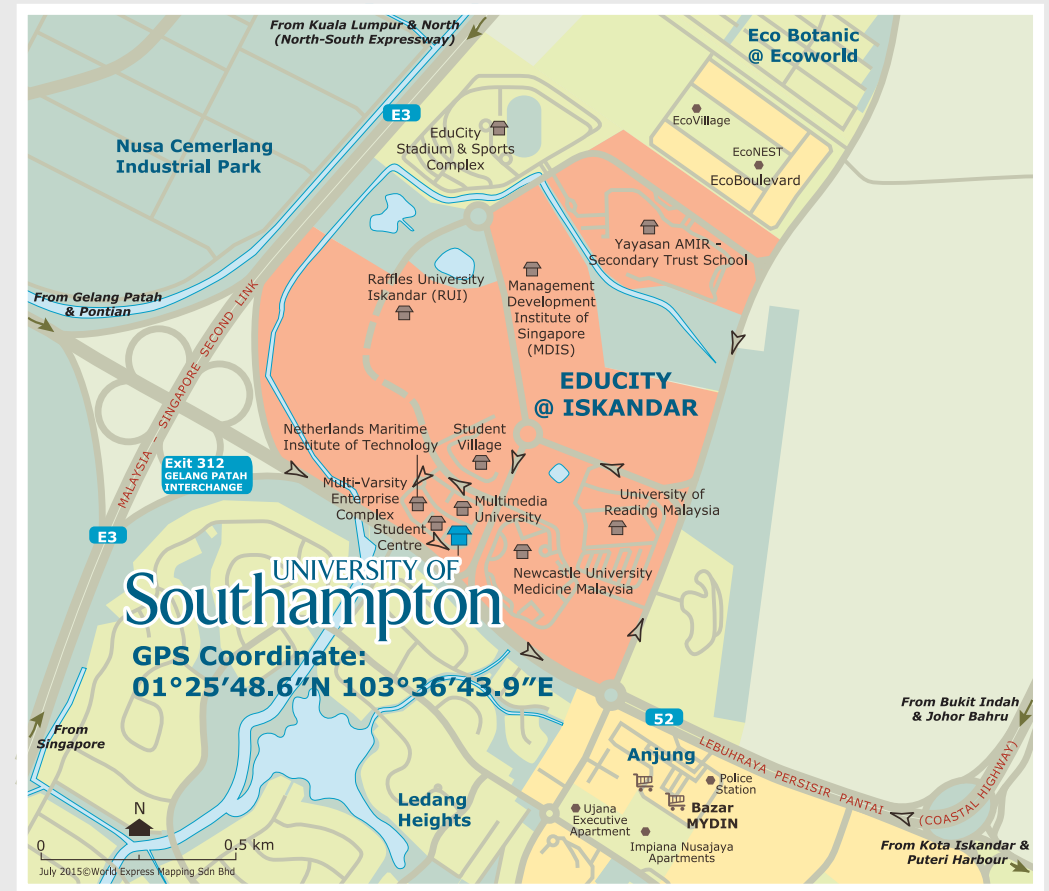 From Kuala Lumpur & North
(North-South Expressway)
Eco Botanic
@ Ecoworld
E3
EcoVillage
EduCity
Stadium & Sports
Complex
Nusa Cemerlang
Industrial Park
EcoNEST
EcoBoulevard
Yayasan AMIR –
Secondary Trust School
Raffles University
Iskandar (RUI)
Management
Development
Institute of
Singapore
(MDIS)
From Gelang Patah
& Pontian
MALAYSIA – SINGAPORE SECOND LINK
EDUCITY
@ ISKANDAR
Netherlands Maritime
Institute of Technology
Student
Village
Exit 312
GELANG PATAH
INTERCHANGE
Multi-Varsity
Enterprise
Complex
Multimedia
University
University of
Reading Malaysia
Student
Centre
E3
Newcastle University
Medicine Malaysia
UNIVERSITY OF
Southampton
GPS Coordinate:
01°25′48.6″N 103°36′43.9″E
From Bukit Indah
& Johor Bahru
52
From
Singapore
LEBUHRAYA PERSISIR PANTAI
(COASTAL HIGHWAY)
Anjung
Police
Station
Bazar
MYDIN
Ledang
Heights
Ujana
Executive
Apartment
Impiana Nusajaya
Apartments
From Kota Iskandar &
Puteri Harbour
N
0
0.5 km
July 2015©World Express Mapping Sdn Bhd